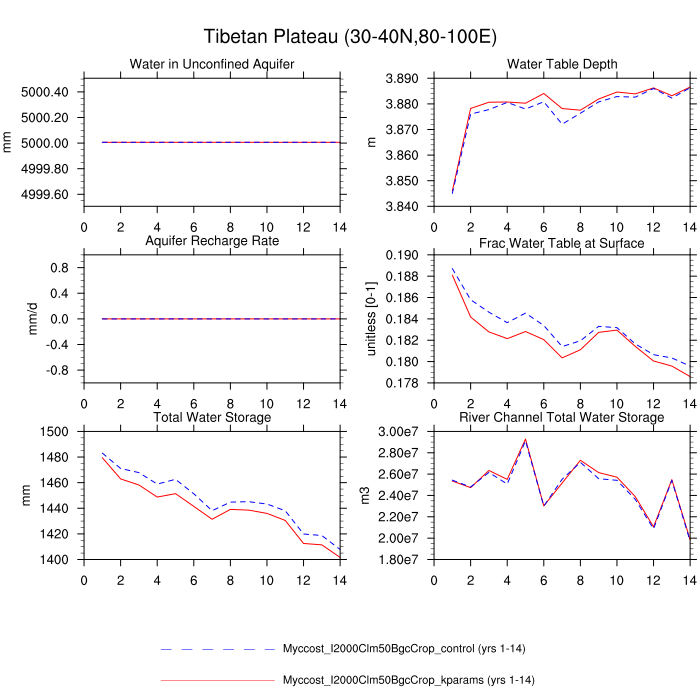 Tibetan Plateau (30-40N,80-100E)
Water in Unconfined Aquifer
mm
5000.40
5000.20
5000.00
4999.80
4999.60
0 2 4 6 8 10 12 14
Water Table Depth
m
3.890
3.880
3.870
3.860
3.850
3.840
0 2 4 6 8 10 12 14
Aquifer Recharge Rate
mm/d
0.8
0.4
0.0
-0.4
-0.8
0 2 4 6 8 10 12 14
Frac Water Table at Surface
unitless [0-1]
0.190
0.188
0.186
0.184
0.182
0.180
0.178
0 2 4 6 8 10 12 14
Total Water Storage
mm
1500
1480
1460
1440
1420
1400
0 2 4 6 8 10 12 14
River Channel Total Water Storage
m3
3.00e7
2.80e7
2.60e7
2.40e7
2.20e7
2.00e7
1.80e7
0 2 4 6 8 10 12 14
Myccost_I2000Clm50BgcCrop_control (yrs 1-14)
Myccost_I2000Clm50BgcCrop_kparams (yrs 1-14)